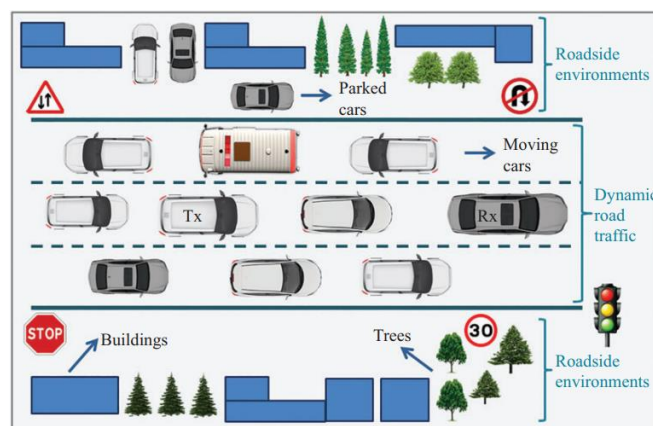 Roadside
environments
Parked
cars
Moving
cars
Tx
Rx
Dynamic
road
traffic
STOP
Buildings
Trees
30
Roadside
environments